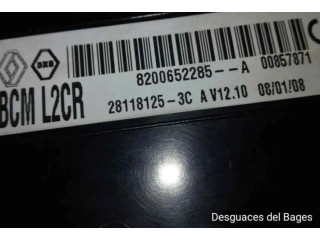 00857871
8200652285--A
BCM L2CR
28118125-3C A V12.10 08/01/08
Desguaces del Bages